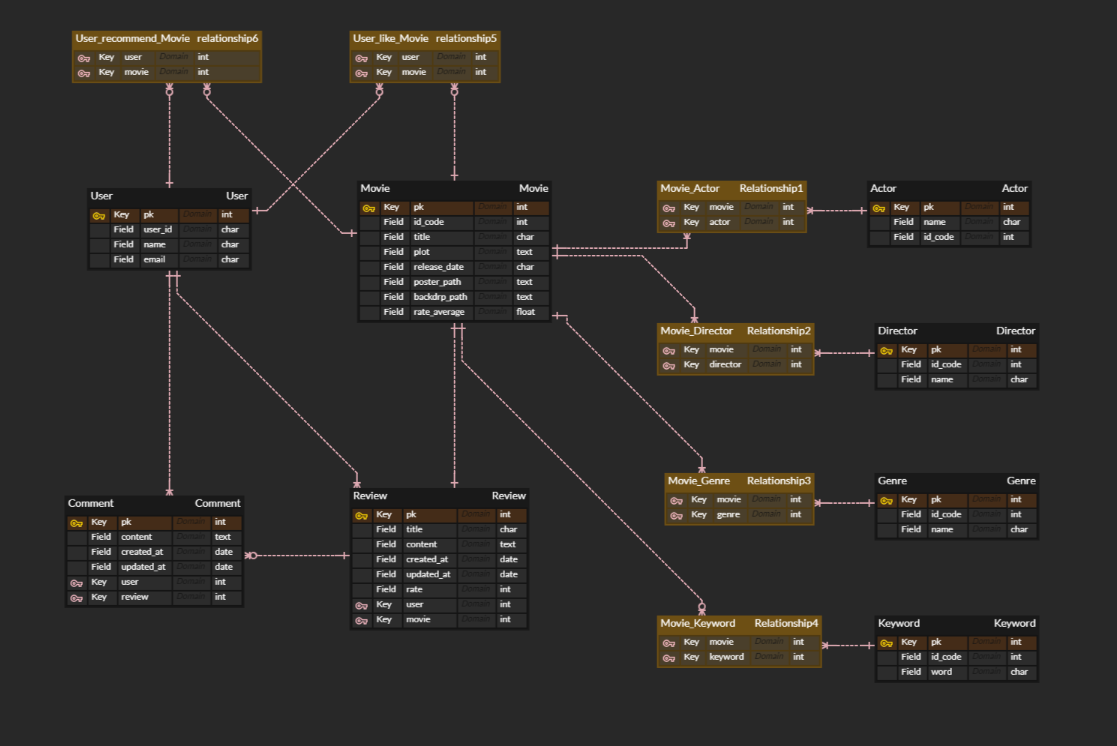 User_recommend_Movie relationship6
Key user Domain int
Key movie Domain int
User_like_Movie relationship5
Key user Domain int
Key movie Domain int
User User
Key pk Domain int
Field user_id Domain char
Field name Domain char
Field email Domain char
Movie Movie
Key pk Domain int
Field id_code Domain int
Field title Domain char
Field plot Domain text
Field release_date Domain char
Field poster_path Domain text
Field backdrp_path Domain text
Field rate_average Domain float
Movie_Actor Relationship1
Key movie Domain int
Key actor Domain int
Actor Actor
Key pk Domain int
Field name Domain char
Field id_code Domain int
Movie_Director Relationship2
Key movie Domain int
Key director Domain int
Director Director
Key pk Domain int
Field id_code Domain int
Field name Domain char
Movie_Genre Relationship3
Key movie Domain int
Key genre Domain int
Genre Genre
Key pk Domain int
Field id_code Domain int
Field name Domain char
Comment Comment
Key pk Domain int
Field content Domain text
Field created_at Domain date
Field updated_at Domain date
Key user Domain int
Key review Domain int
Review Review
Key pk Domain int
Field title Domain char
Field content Domain text
Field created_at Domain date
Field updated_at Domain date
Field rate Domain int
Key user Domain int
Key movie Domain int
Movie_Keyword Relationship4
Key movie Domain int
Key keyword Domain int
Keyword Keyword
Key pk Domain int
Field id_code Domain int
Field word Domain char